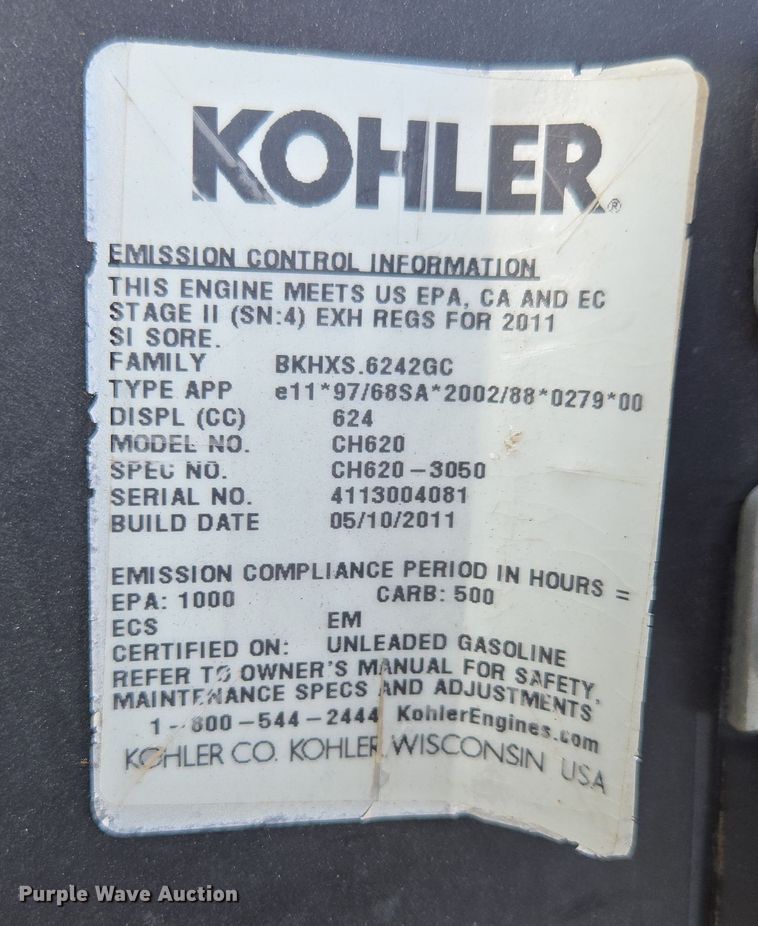 KOHLER®
EMISSION CONTROL INFORMATION
THIS ENGINE MEETS US EPA, CA AND EC
STAGE II (SN:4) EXH REGS FOR 2011
SI SORE.
FAMILY BKHXS.6242GC
TYPE APP e11*97/68SA*2002/88*0279*00
DISPL (CC) 624
MODEL NO. CH620
SPEC NO. CH620-3050
SERIAL NO. 4113004081
BUILD DATE 05/10/2011
EMISSION COMPLIANCE PERIOD IN HOURS =
EPA: 1000 CARB: 500
ECS EM
CERTIFIED ON: UNLEADED GASOLINE
REFER TO OWNER'S MANUAL FOR SAFETY,
MAINTENANCE SPECS AND ADJUSTMENTS
1-800-544-2444 KohlerEngines.com
KOHLER CO. KOHLER, WISCONSIN USA
Purple Wave Auction